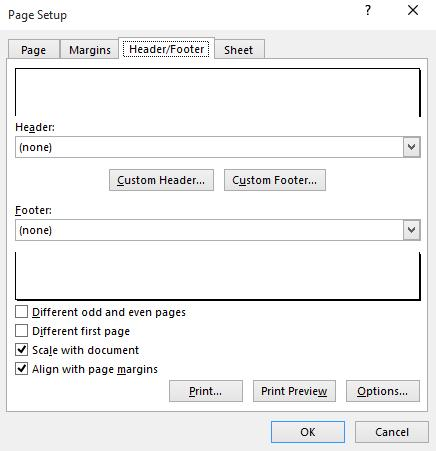 Page Setup
? ×
Page Margins Header/Footer Sheet
Header:
(none)
Custom Header... Custom Footer...
Footer:
(none)
Different odd and even pages
Different first page
Scale with document
Align with page margins
Print... Print Preview Options...
OK Cancel